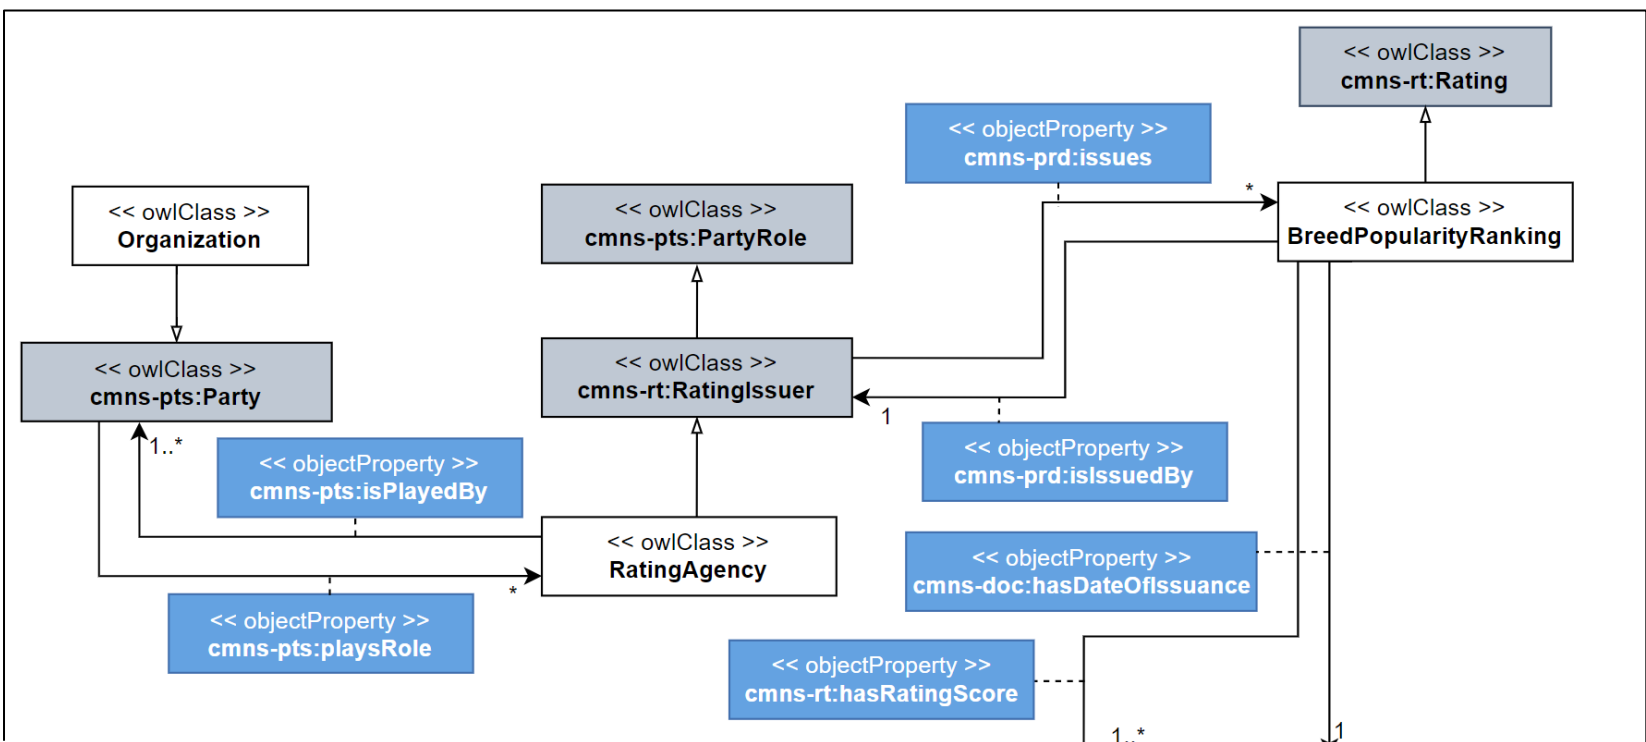 << owlClass >>
cmns-rt:Rating
<< objectProperty >>
cmns-prd:issues
*
<< owlClass >>
BreedPopularityRanking
<< owlClass >>
Organization
<< owlClass >>
cmns-pts:PartyRole
<< owlClass >>
cmns-pts:Party
<< owlClass >>
cmns-rt:RatingIssuer
1
1..*
<< objectProperty >>
cmns-pts:isPlayedBy
<< objectProperty >>
cmns-prd:isIssuedBy
<< owlClass >>
RatingAgency
*
<< objectProperty >>
cmns-doc:hasDateOfIssuance
<< objectProperty >>
cmns-pts:playsRole
<< objectProperty >>
cmns-rt:hasRatingScore
1..*
1